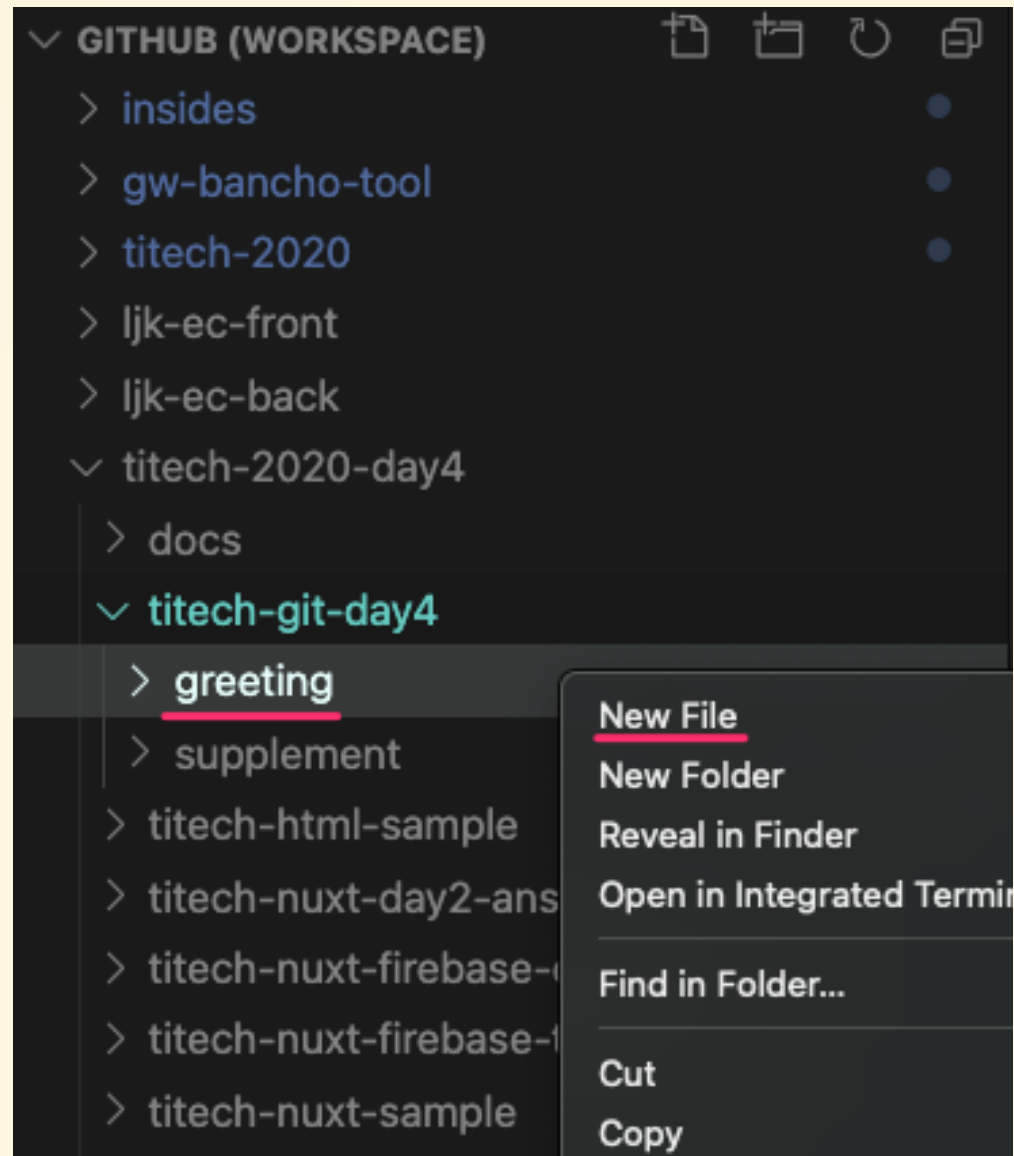 GITHUB (WORKSPACE)
insides
gw-bancho-tool
titech-2020
ljk-ec-front
ljk-ec-back
titech-2020-day4
docs
titech-git-day4
greeting
supplement
titech-html-sample
titech-nuxt-day2-ans
titech-nuxt-firebase-
titech-nuxt-firebase-
titech-nuxt-sample
New File
New Folder
Reveal in Finder
Open in Integrated Termin
Find in Folder...
Cut
Copy